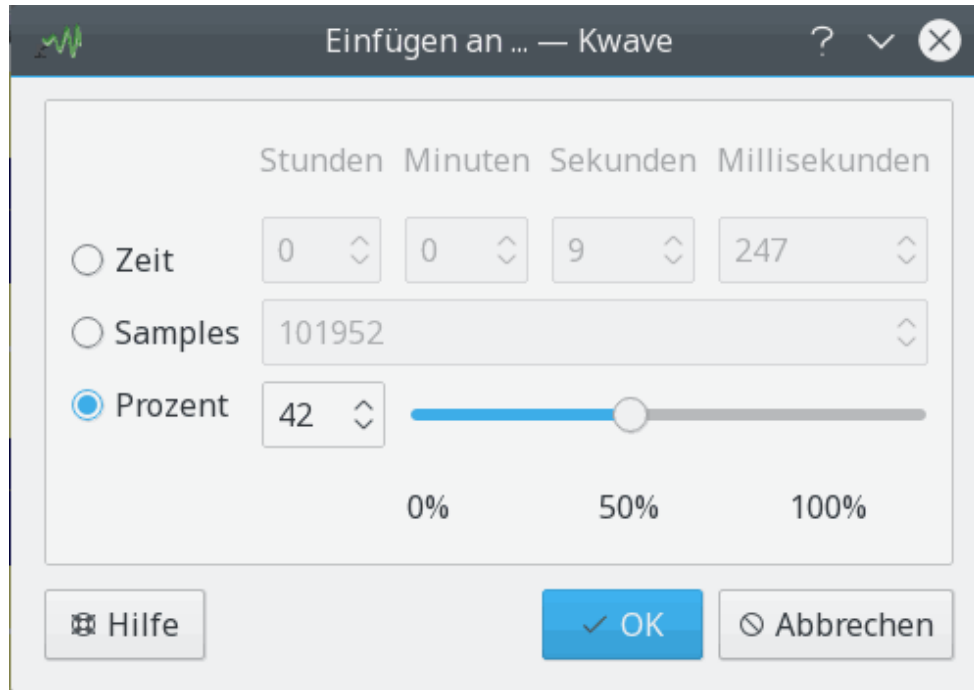 Einfügen an ... — Kwave
Stunden Minuten Sekunden Millisekunden
Zeit 0 0 9 247
Samples 101952
Prozent 42
0% 50% 100%
Hilfe OK Abbrechen